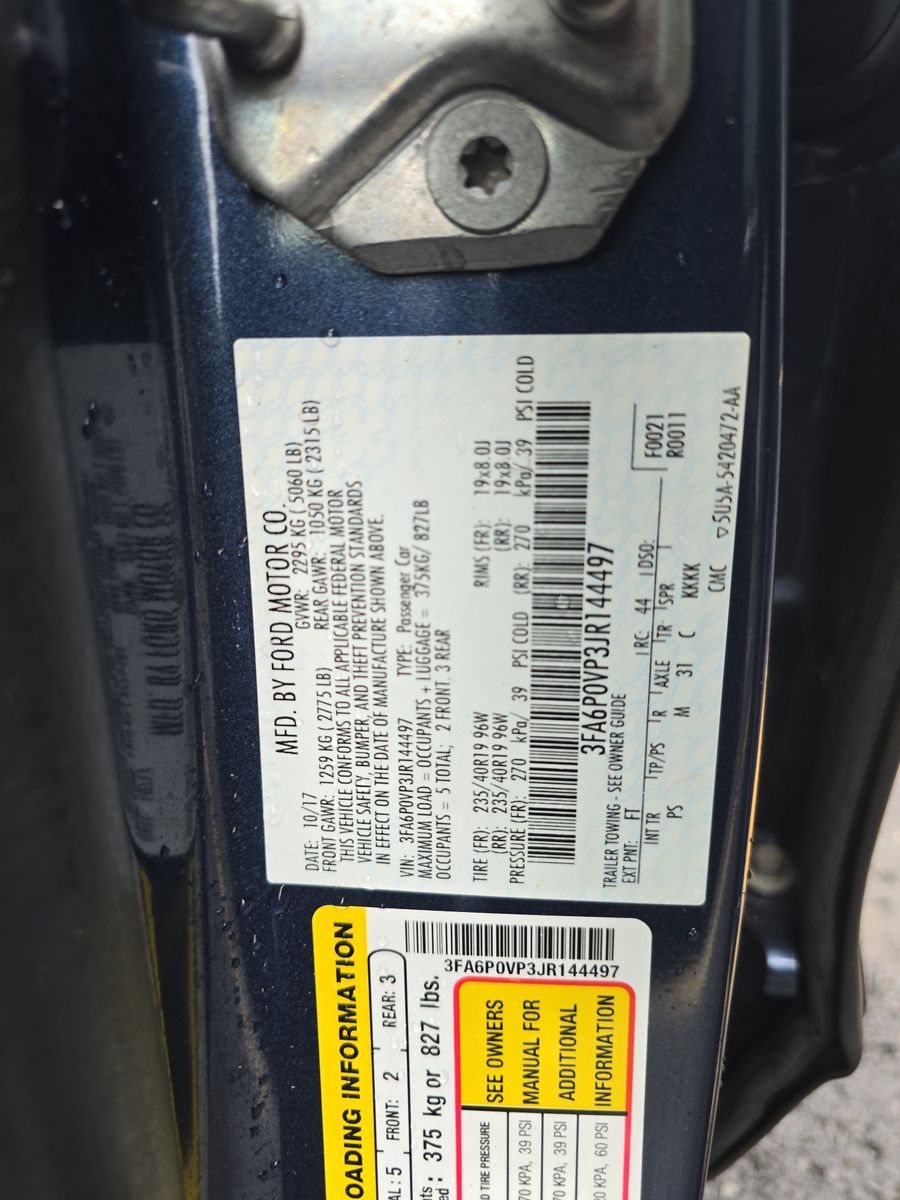 MFD. BY FORD MOTOR CO.
DATE: 10/17 GVWR: 2295 KG ( 5060 LB)
FRONT GAWR: 1259 KG ( 2775 LB) REAR GAWR: 1050 KG ( 2315 LB)
THIS VEHICLE CONFORMS TO ALL APPLICABLE FEDERAL MOTOR
VEHICLE SAFETY, BUMPER, AND THEFT PREVENTION STANDARDS
IN EFFECT ON THE DATE OF MANUFACTURE SHOWN ABOVE.
VIN: 3FA6P0VP3JR144497 TYPE: Passenger Car
MAXIMUM LOAD = OCCUPANTS + LUGGAGE = 375KG/ 827LB
OCCUPANTS = 5 TOTAL; 2 FRONT, 3 REAR
TIRE (FR): 235/40R19 96W RIMS (FR): 19x8.0J
(RR): 235/40R19 96W (RR): 19x8.0J
PRESSURE (FR): 270 kPa/ 39 PSI COLD (RR): 270 kPa/ 39 PSI COLD
3FA6P0VP3JR144497
TRAILER TOWING - SEE OWNER GUIDE
EXT PNT: FT RC: 44 DSO: F0021
R0011
INT TR TP/PS R AXLE TR SPR
PS M 31 C KKKK
CMC ▽5U5A-5420472-AA
OADING INFORMATION
AL: 5 FRONT: 2 REAR: 3
375 kg or 827 lbs.
3FA6P0VP3JR144497
D TIRE PRESSURE
70 KPA, 39 PSI
70 KPA, 39 PSI
KPA, 60 PSI
SEE OWNERS
MANUAL FOR
ADDITIONAL
INFORMATION